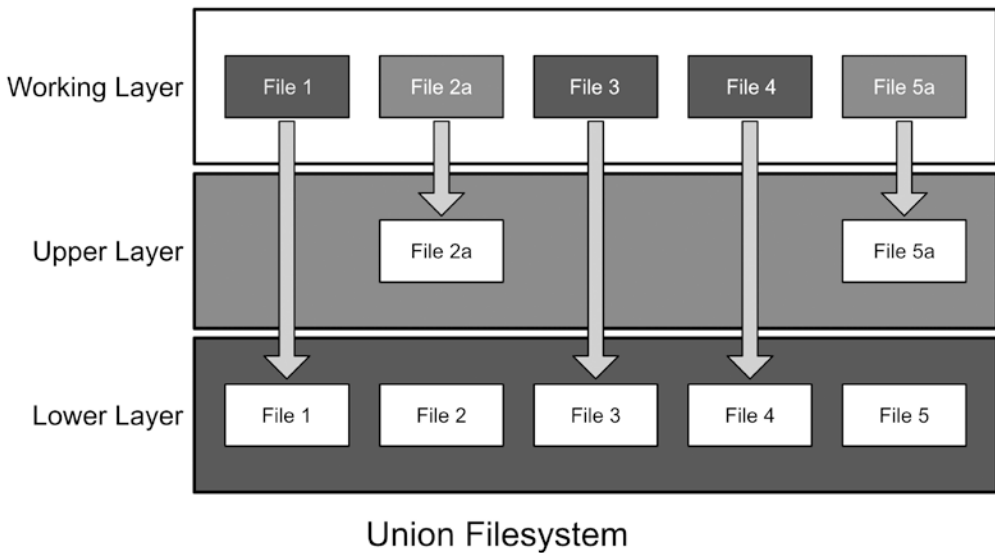 Working Layer
File 1
File 2a
File 3
File 4
File 5a
Upper Layer
File 2a
File 5a
Lower Layer
File 1
File 2
File 3
File 4
File 5
Union Filesystem